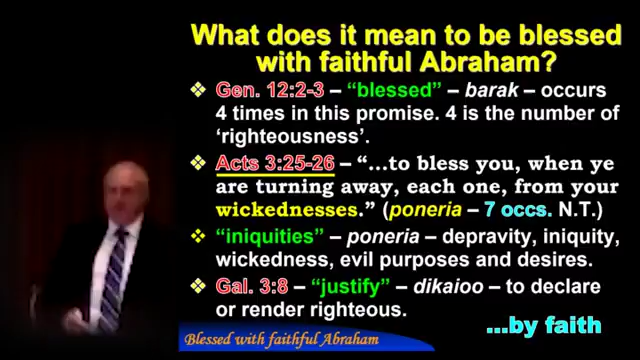 What does it mean to be blessed
with faithful Abraham?
❖ Gen. 12:2-3 – “blessed” – barak – occurs
4 times in this promise. 4 is the number of
‘righteousness’.
❖ Acts 3:25-26 – “…to bless you, when ye
are turning away, each one, from your
wickednesses.” (poneria – 7 occs. N.T.)
❖ “iniquities” – poneria – depravity, iniquity,
wickedness, evil purposes and desires.
❖ Gal. 3:8 – “justify” – dikaioo – to declare
or render righteous.
…by faith
Blessed with faithful Abraham